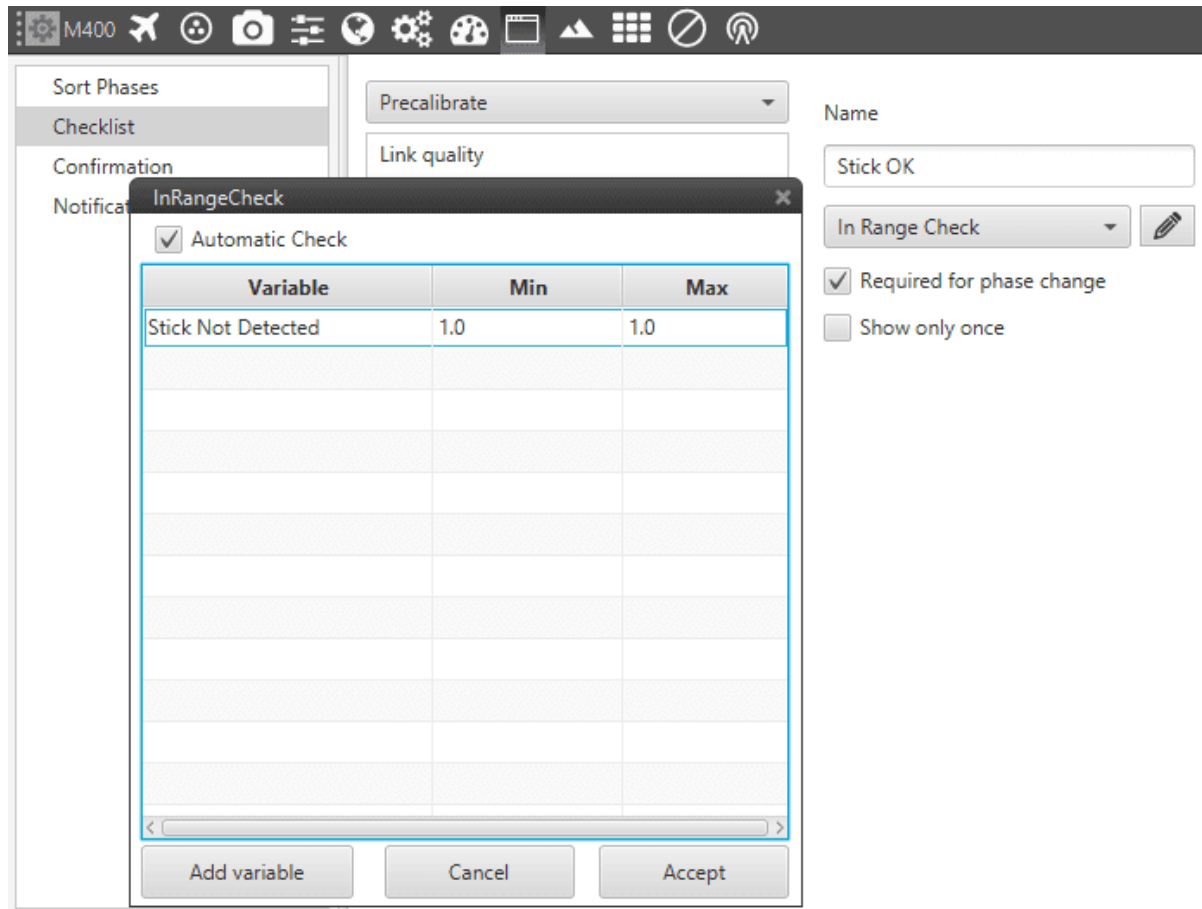 M400
Sort Phases
Checklist
Confirmation
Notificat
Precalibrate
Link quality
Name
Stick OK
In Range Check
Required for phase change
Show only once
InRangeCheck
Automatic Check
Variable Min Max
Stick Not Detected 1.0 1.0
Add variable Cancel Accept